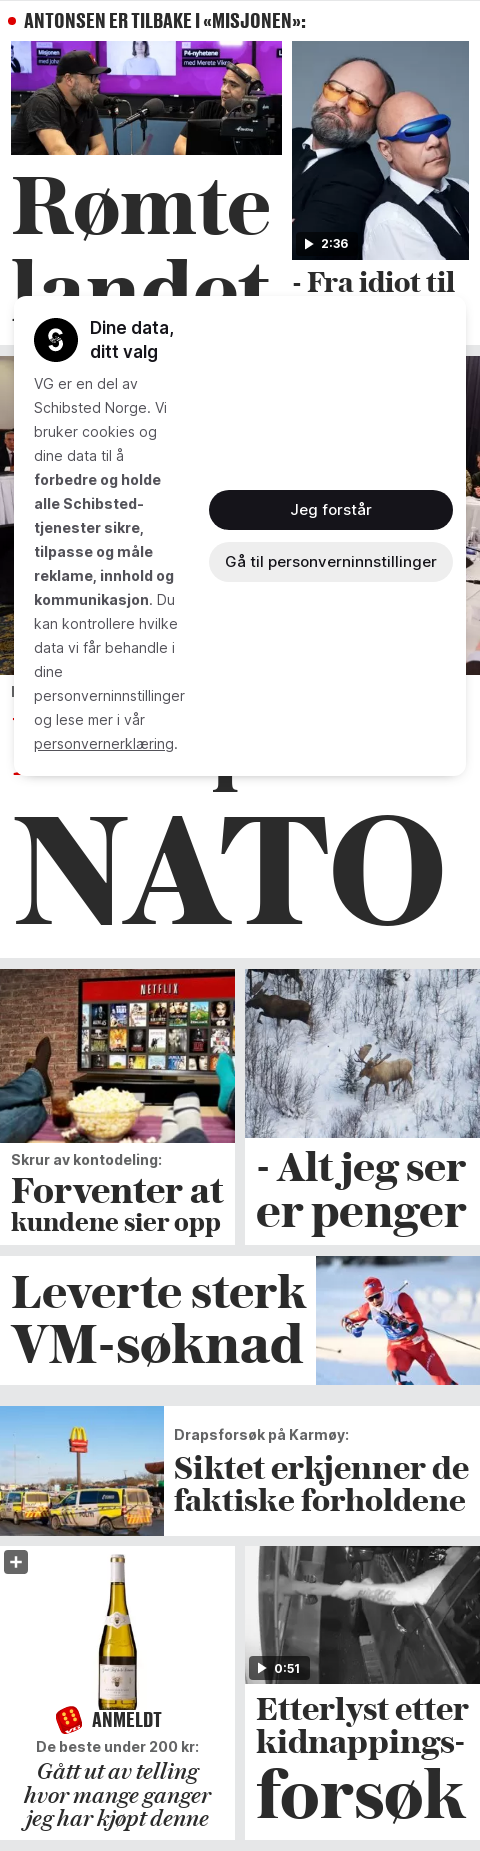 ANTONSEN ER TILBAKE I «MISJONEN»:
Misjonen
med Joha
P4-nyhetene
med Merete Vik
Rømte
landet
2:36
- Fra idiot til
Dine data,
ditt valg
VG er en del av
Schibsted Norge. Vi
bruker cookies og
dine data til å
forbedre og holde
alle Schibsted-
tjenester sikre,
tilpasse og måle
reklame, innhold og
kommunikasjon. Du
kan kontrollere hvilke
data vi får behandle i
dine
personverninnstillinger
og lese mer i vår
personvernerklæring.
Jeg forstår
Gå til personverninnstillinger
NATO
NETFLIX
Skrur av kontodeling:
Forventer at
kundene sier opp
- Alt jeg ser
er penger
Leverte sterk
VM-søknad
POLITI
Drapsforsøk på Karmøy:
Siktet erkjenner de
faktiske forholdene
ANMELDT
De beste under 200 kr:
Gått ut av telling
hvor mange ganger
jeg har kjøpt denne
0:51
Etterlyst etter
kidnappings-
forsøk